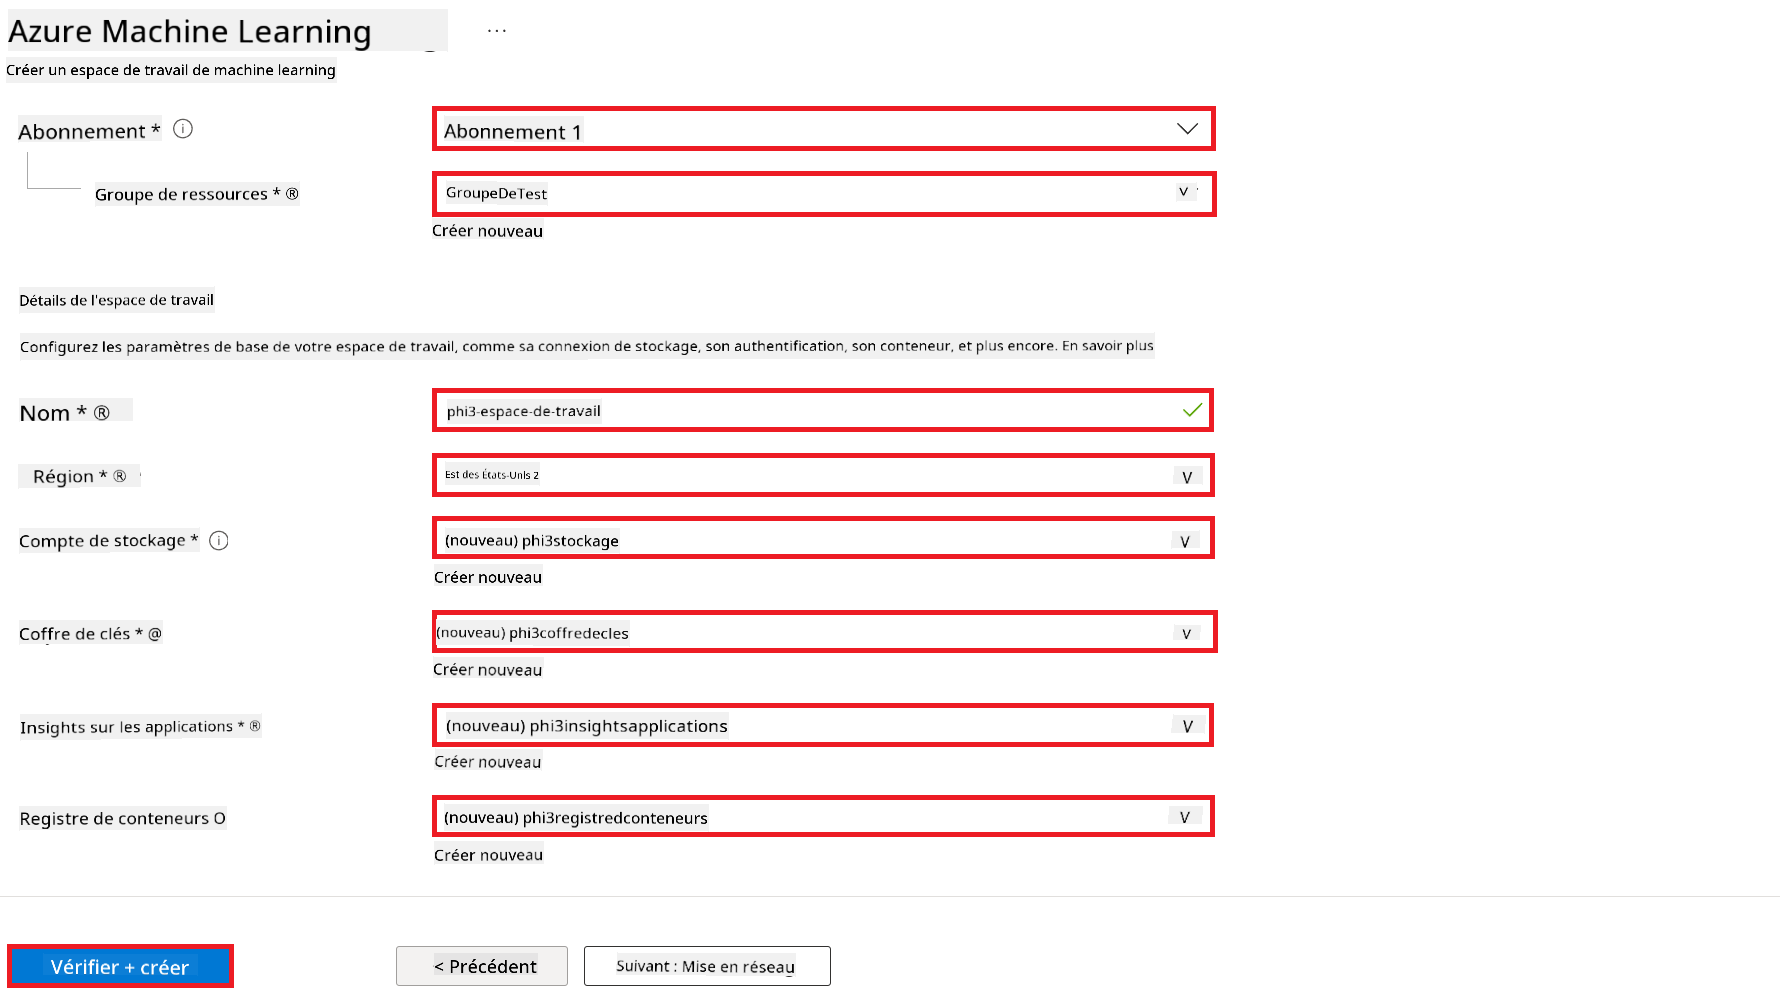 Azure Machine Learning ...
Créer un espace de travail de machine learning
Abonnement * ⓘ
Abonnement 1
Groupe de ressources * ®
GroupeDeTest
Créer nouveau
Détails de l'espace de travail
Configurez les paramètres de base de votre espace de travail, comme sa connexion de stockage, son authentification, son conteneur, et plus encore. En savoir plus
Nom * ®
phi3-espace-de-travail
Région * ®
Est des États-Unis 2
V
Compte de stockage * ⓘ
(nouveau) phi3stockage
V
Créer nouveau
Coffre de clés * @
(nouveau) phi3coffredecles
V
Créer nouveau
Insights sur les applications * ®
(nouveau) phi3insightsapplications
V
Créer nouveau
Registre de conteneurs O
(nouveau) phi3registredconteneurs
V
Créer nouveau
Vérifier + créer
< Précédent
Suivant : Mise en réseau